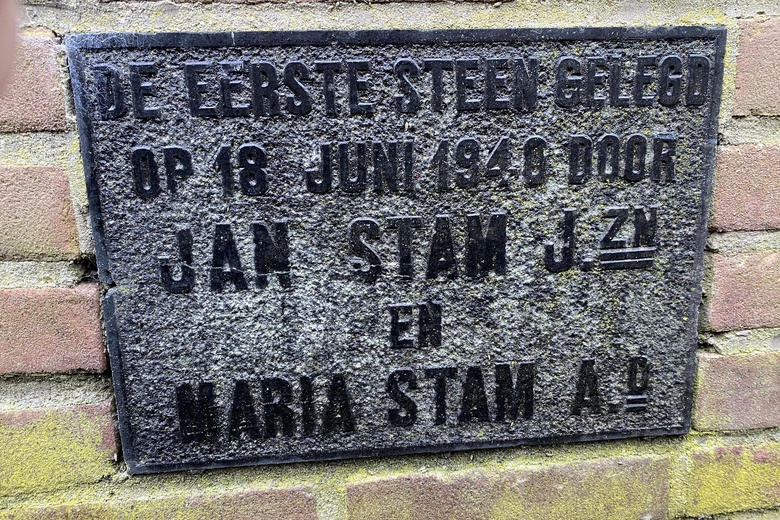 DE EERSTE STEEN GELEGD
OP 18 JUNI 1940 DOOR
JAN STAM J.ZN
EN
MARIA STAM A.D